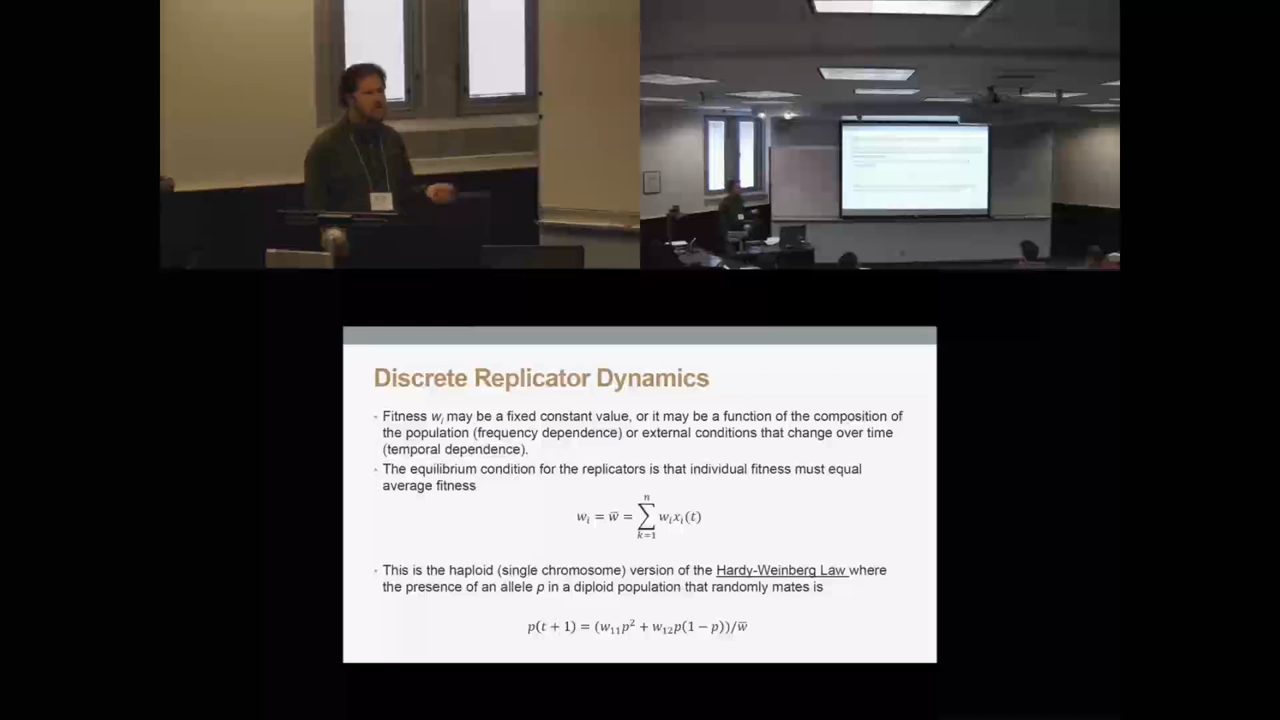 Discrete Replicator Dynamics
- Fitness wᵢ may be a fixed constant value, or it may be a function of the composition of
the population (frequency dependence) or external conditions that change over time
(temporal dependence).
- The equilibrium condition for the replicators is that individual fitness must equal
average fitness
wᵢ = w̅ = ∑ₖ₌₁ⁿ wᵢxᵢ(t)
- This is the haploid (single chromosome) version of the Hardy-Weinberg Law where
the presence of an allele p in a diploid population that randomly mates is
p(t + 1) = (w₁₁p² + w₁₂p(1 − p))/w̅